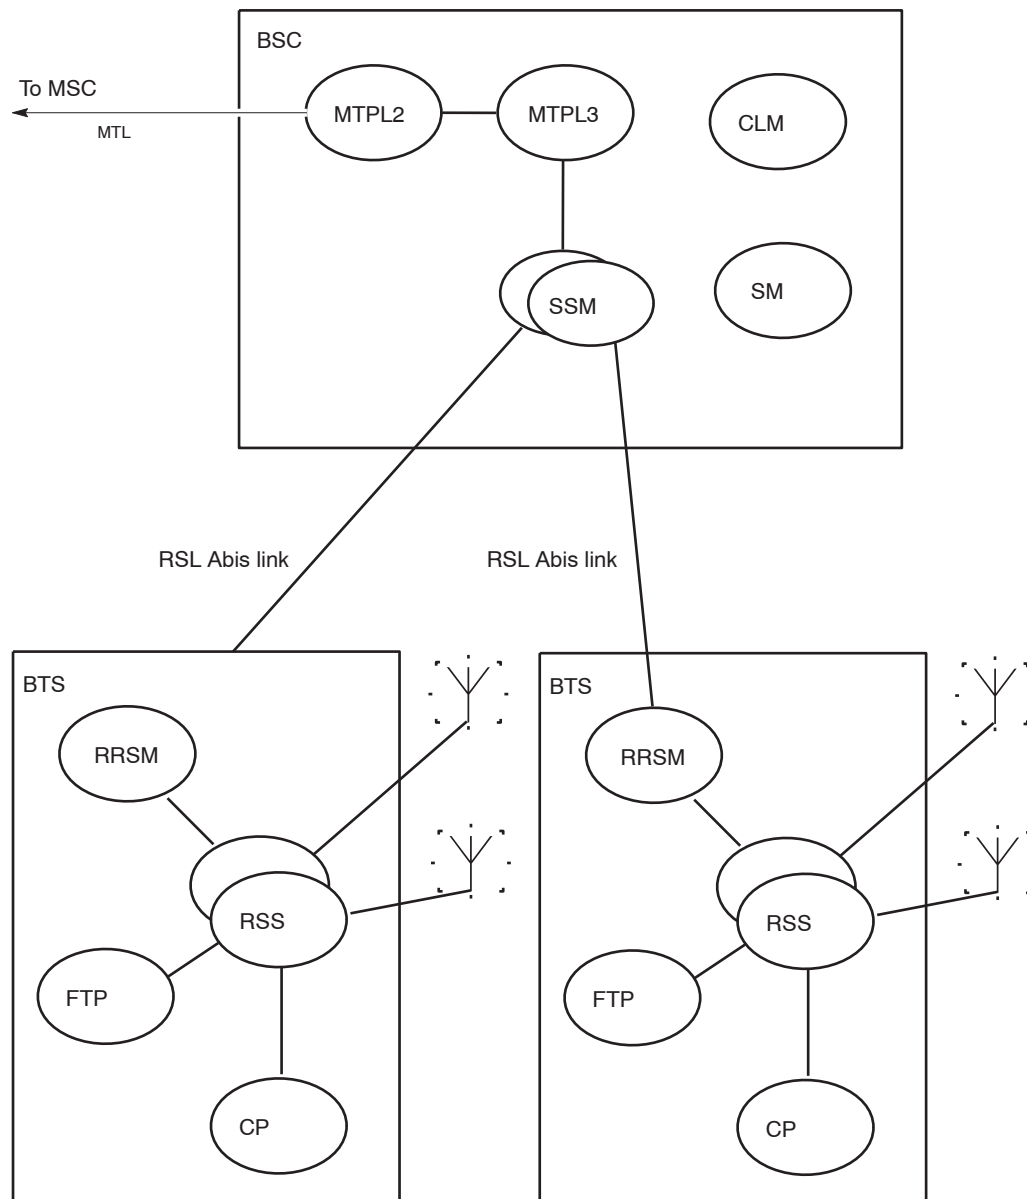 BSC
To MSC
MTL
MTPL2
MTPL3
CLM
SSM
SM
RSL Abis link
RSL Abis link
BTS
RRSM
RSS
FTP
CP
BTS
RRSM
RSS
FTP
CP